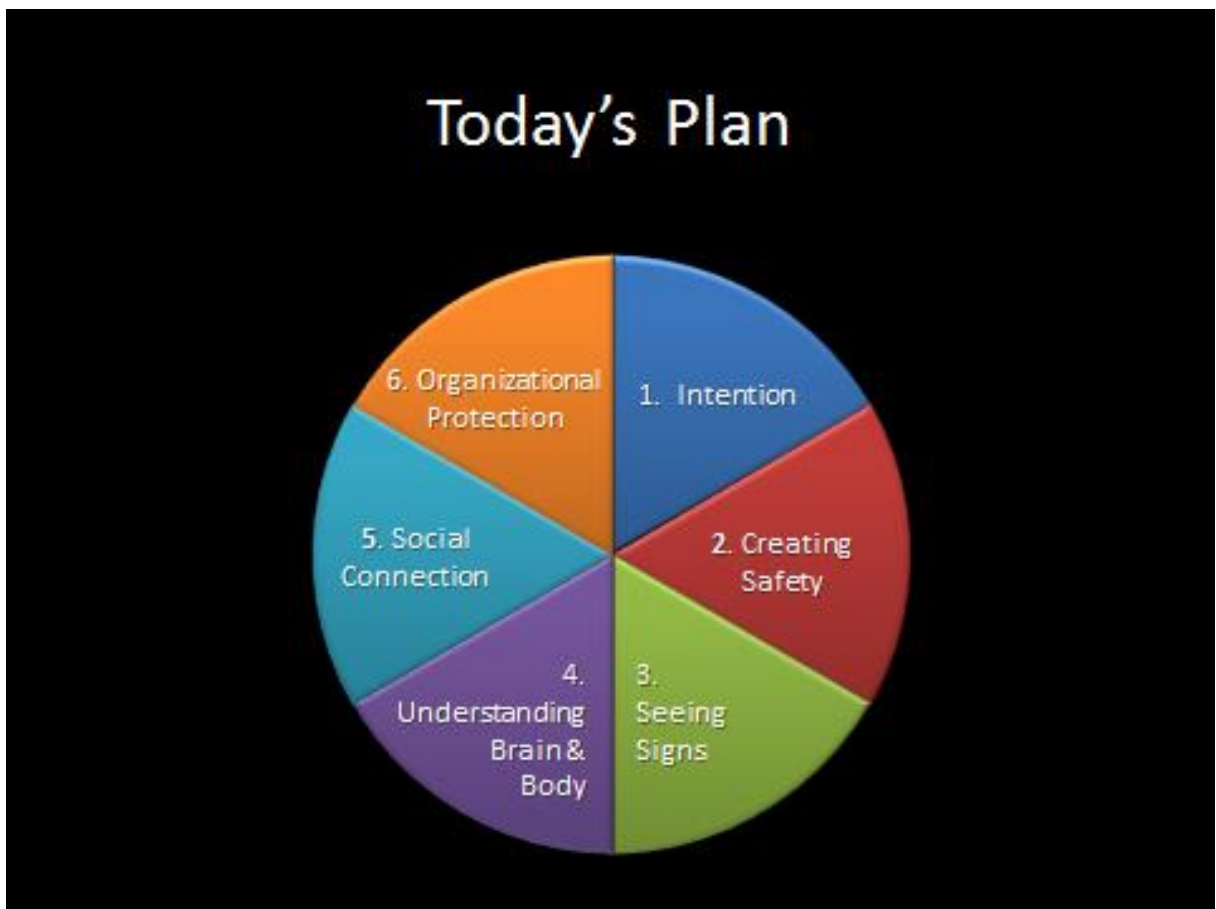 Today's Plan
1. Intention
2. Creating
Safety
3.
Seeing
Signs
4.
Understanding
Brain &
Body
5. Social
Connection
6. Organizational
Protection